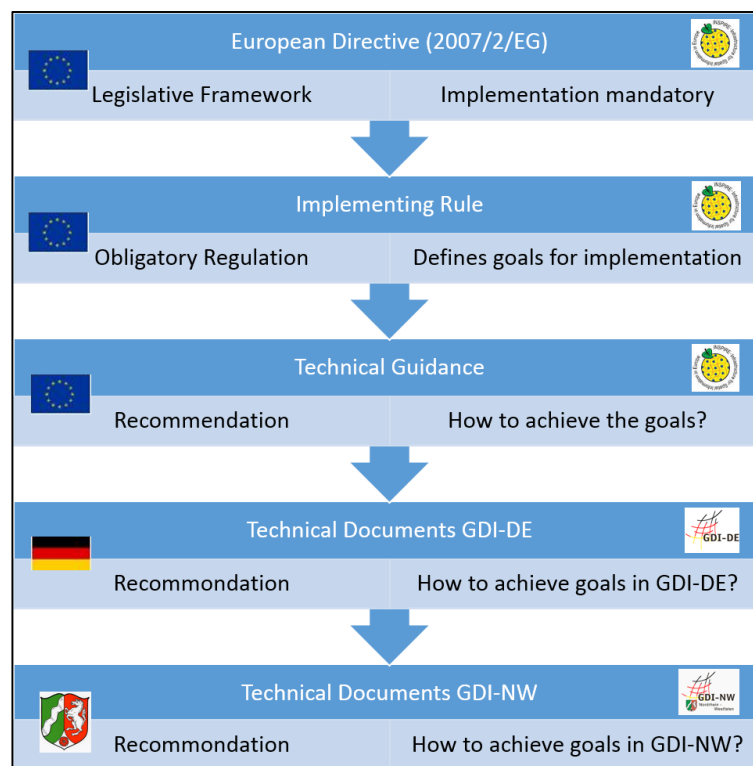 European Directive (2007/2/EG)
Legislative Framework
Implementation mandatory
Implementing Rule
Obligatory Regulation
Defines goals for implementation
Technical Guidance
Recommendation
How to achieve the goals?
Technical Documents GDI-DE
GDI-DE
Recommondation
How to achieve goals in GDI-DE?
Technical Documents GDI-NW
GDI-NW
Nordrhein -
Westfalen
Recommondation
How to achieve goals in GDI-NW?